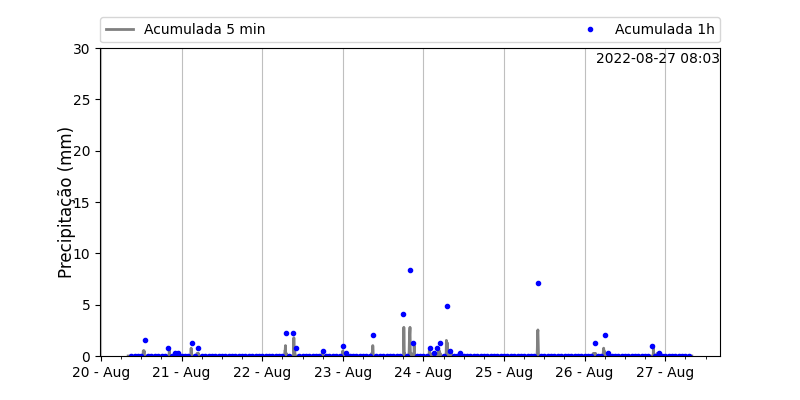 Acumulada 5 min
Acumulada 1h
2022-08-27 08:03
Precipitação (mm)
30
25
20
15
10
5
0
20 - Aug
21 - Aug
22 - Aug
23 - Aug
24 - Aug
25 - Aug
26 - Aug
27 - Aug